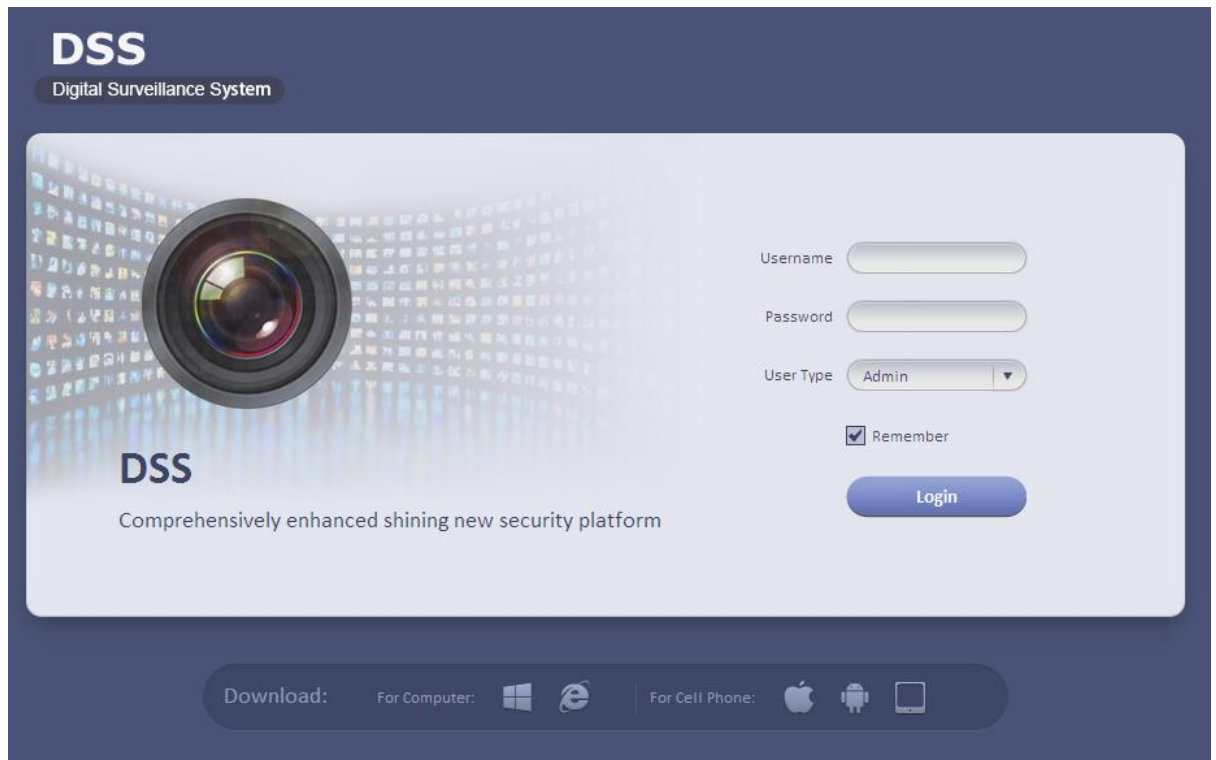 DSS
Digital Surveillance System
Username
Password
User Type Admin
Remember
Login
DSS
Comprehensively enhanced shining new security platform
Download: For Computer: For Cell Phone: